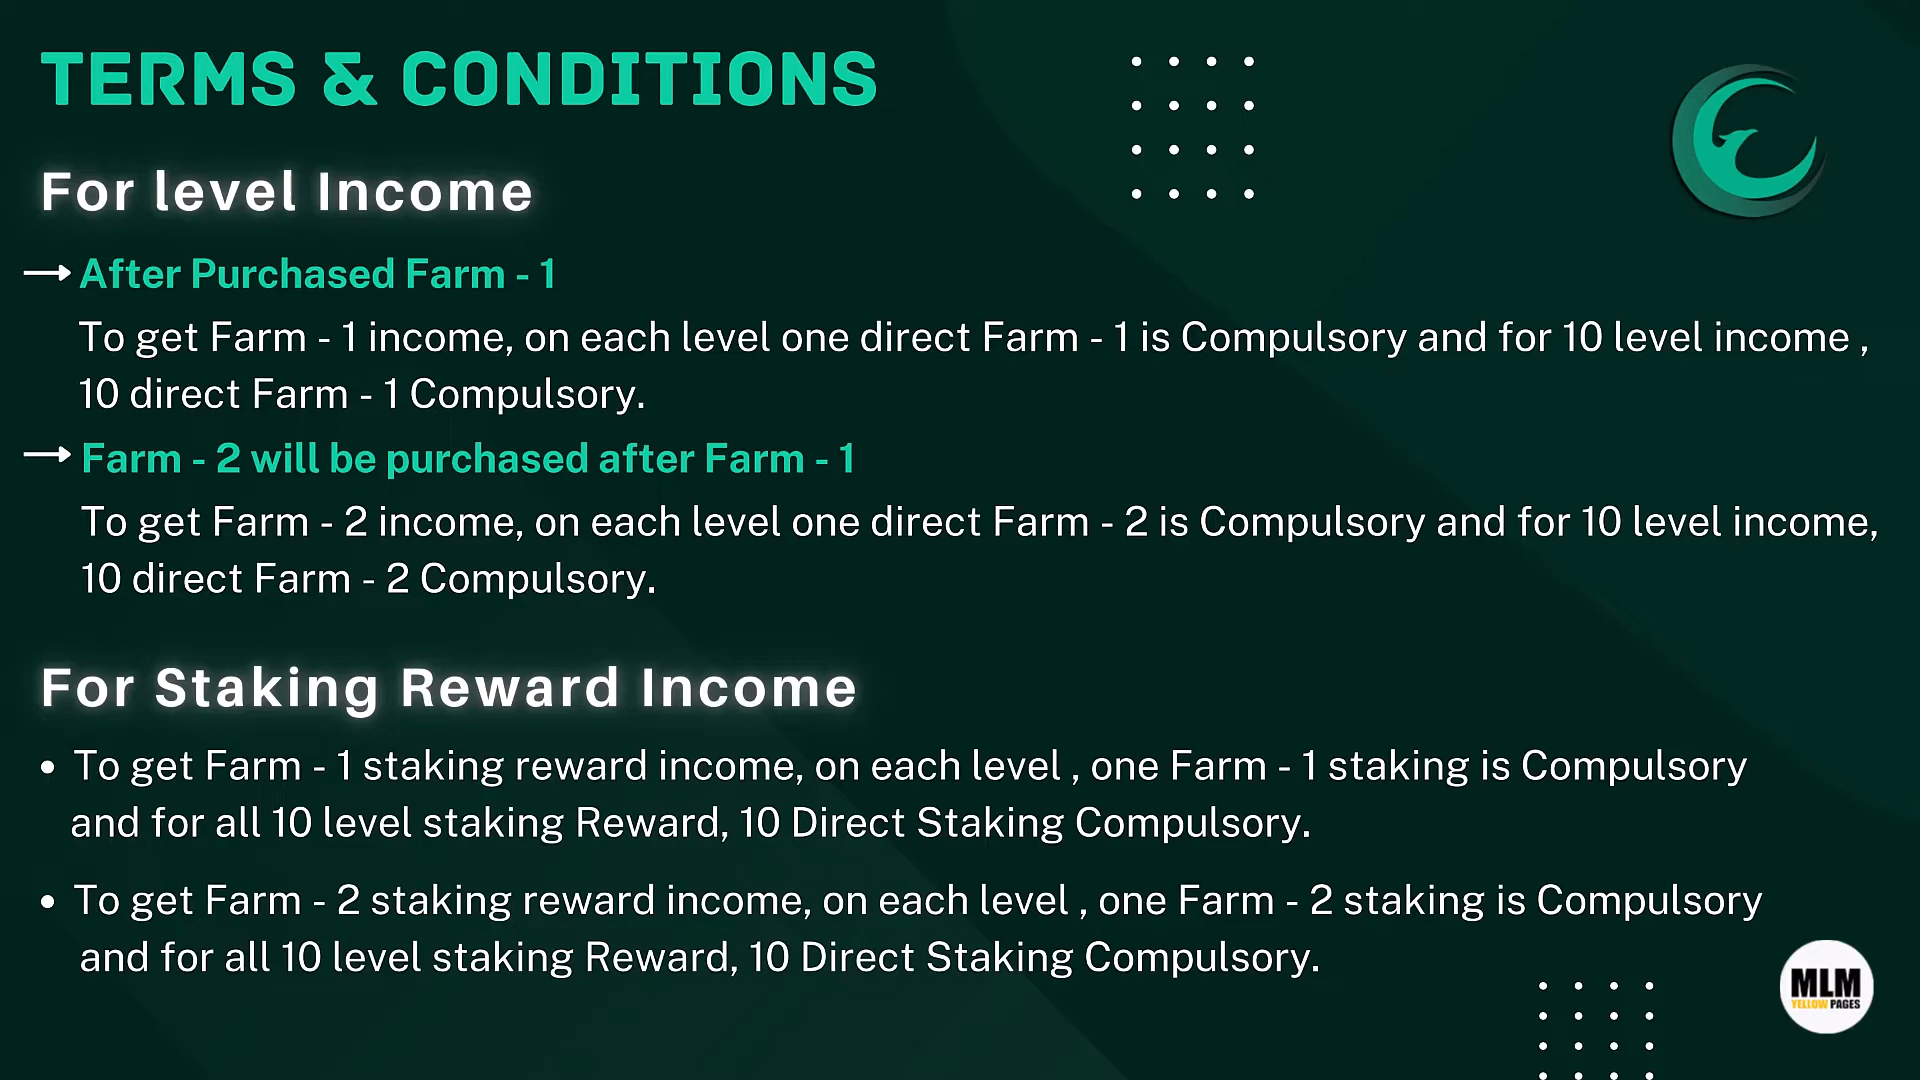 TERMS & CONDITIONS
For level Income
After Purchased Farm - 1
To get Farm - 1 income, on each level one direct Farm - 1 is Compulsory and for 10 level income ,
10 direct Farm - 1 Compulsory.
Farm - 2 will be purchased after Farm - 1
To get Farm - 2 income, on each level one direct Farm - 2 is Compulsory and for 10 level income,
10 direct Farm - 2 Compulsory.
For Staking Reward Income
• To get Farm - 1 staking reward income, on each level , one Farm - 1 staking is Compulsory
and for all 10 level staking Reward, 10 Direct Staking Compulsory.
• To get Farm - 2 staking reward income, on each level , one Farm - 2 staking is Compulsory
and for all 10 level staking Reward, 10 Direct Staking Compulsory.
MLM
YELLOW PAGES